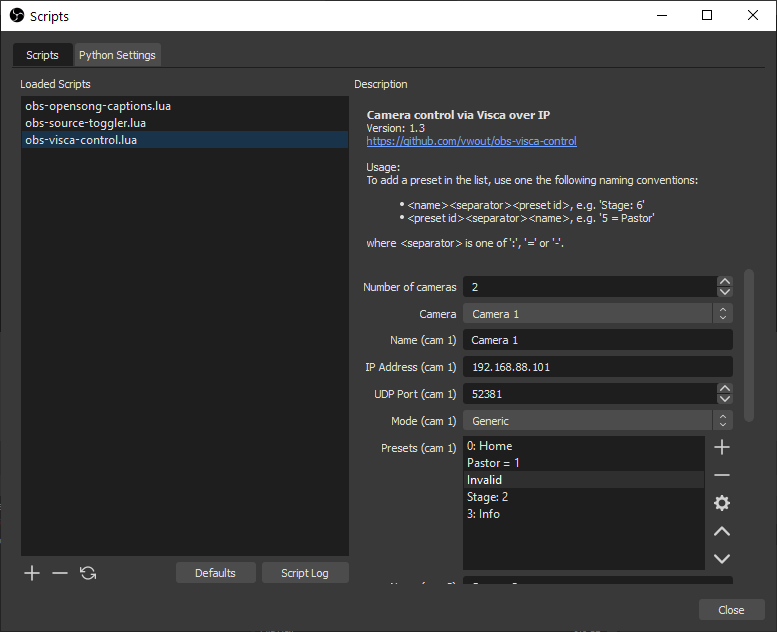 Scripts
Scripts
Python Settings
Loaded Scripts
obs-opensong-captions.lua
obs-source-toggler.lua
obs-visca-control.lua
Defaults
Script Log
Description
Camera control via Visca over IP
Version: 1.3
https://github.com/vwout/obs-visca-control
Usage:
To add a preset in the list, use one the following naming conventions:
• <name><separator><preset id>, e.g. 'Stage: 6'
• <preset id><separator><name>, e.g. '5 = Pastor'
where <separator> is one of ':', '=' or '-'.
Number of cameras 2
Camera Camera 1
Name (cam 1) Camera 1
IP Address (cam 1) 192.168.88.101
UDP Port (cam 1) 52381
Mode (cam 1) Generic
Presets (cam 1)
0: Home
Pastor = 1
Invalid
Stage: 2
3: Info
Close